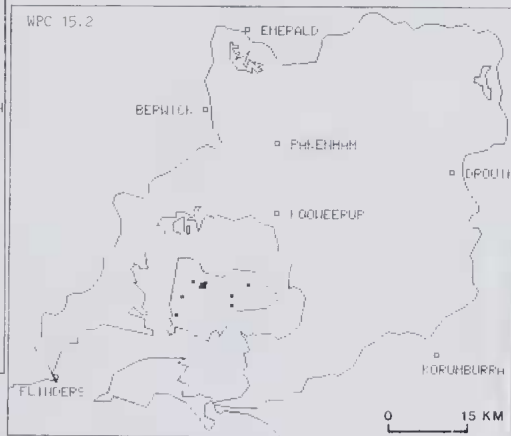 WPC 15.2
EMERALD
BERWICK
PAKENHAM
DROUIN
KOOWEERUP
KORUMBURRA
FLINDERS
0 15 KM